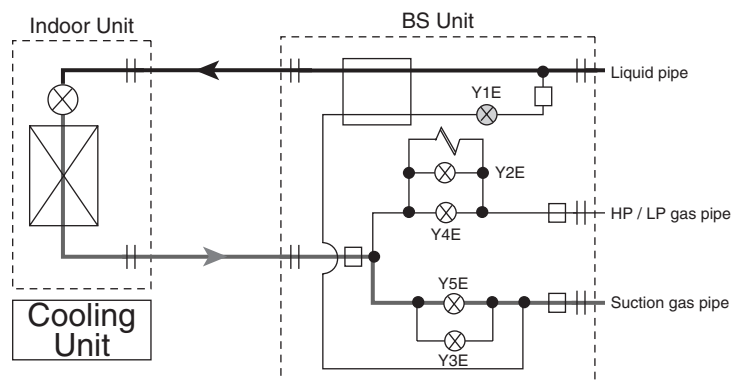 Indoor Unit
BS Unit
Liquid pipe
Y1E
Y2E
HP / LP gas pipe
Y4E
Y5E
Suction gas pipe
Y3E
Cooling
Unit